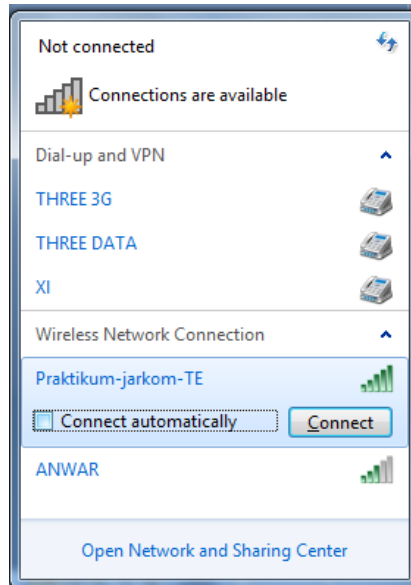 Not connected
Connections are available
Dial-up and VPN
THREE 3G
THREE DATA
XI
Wireless Network Connection
Praktikum-jarkom-TE
Connect automatically Connect
ANWAR
Open Network and Sharing Center